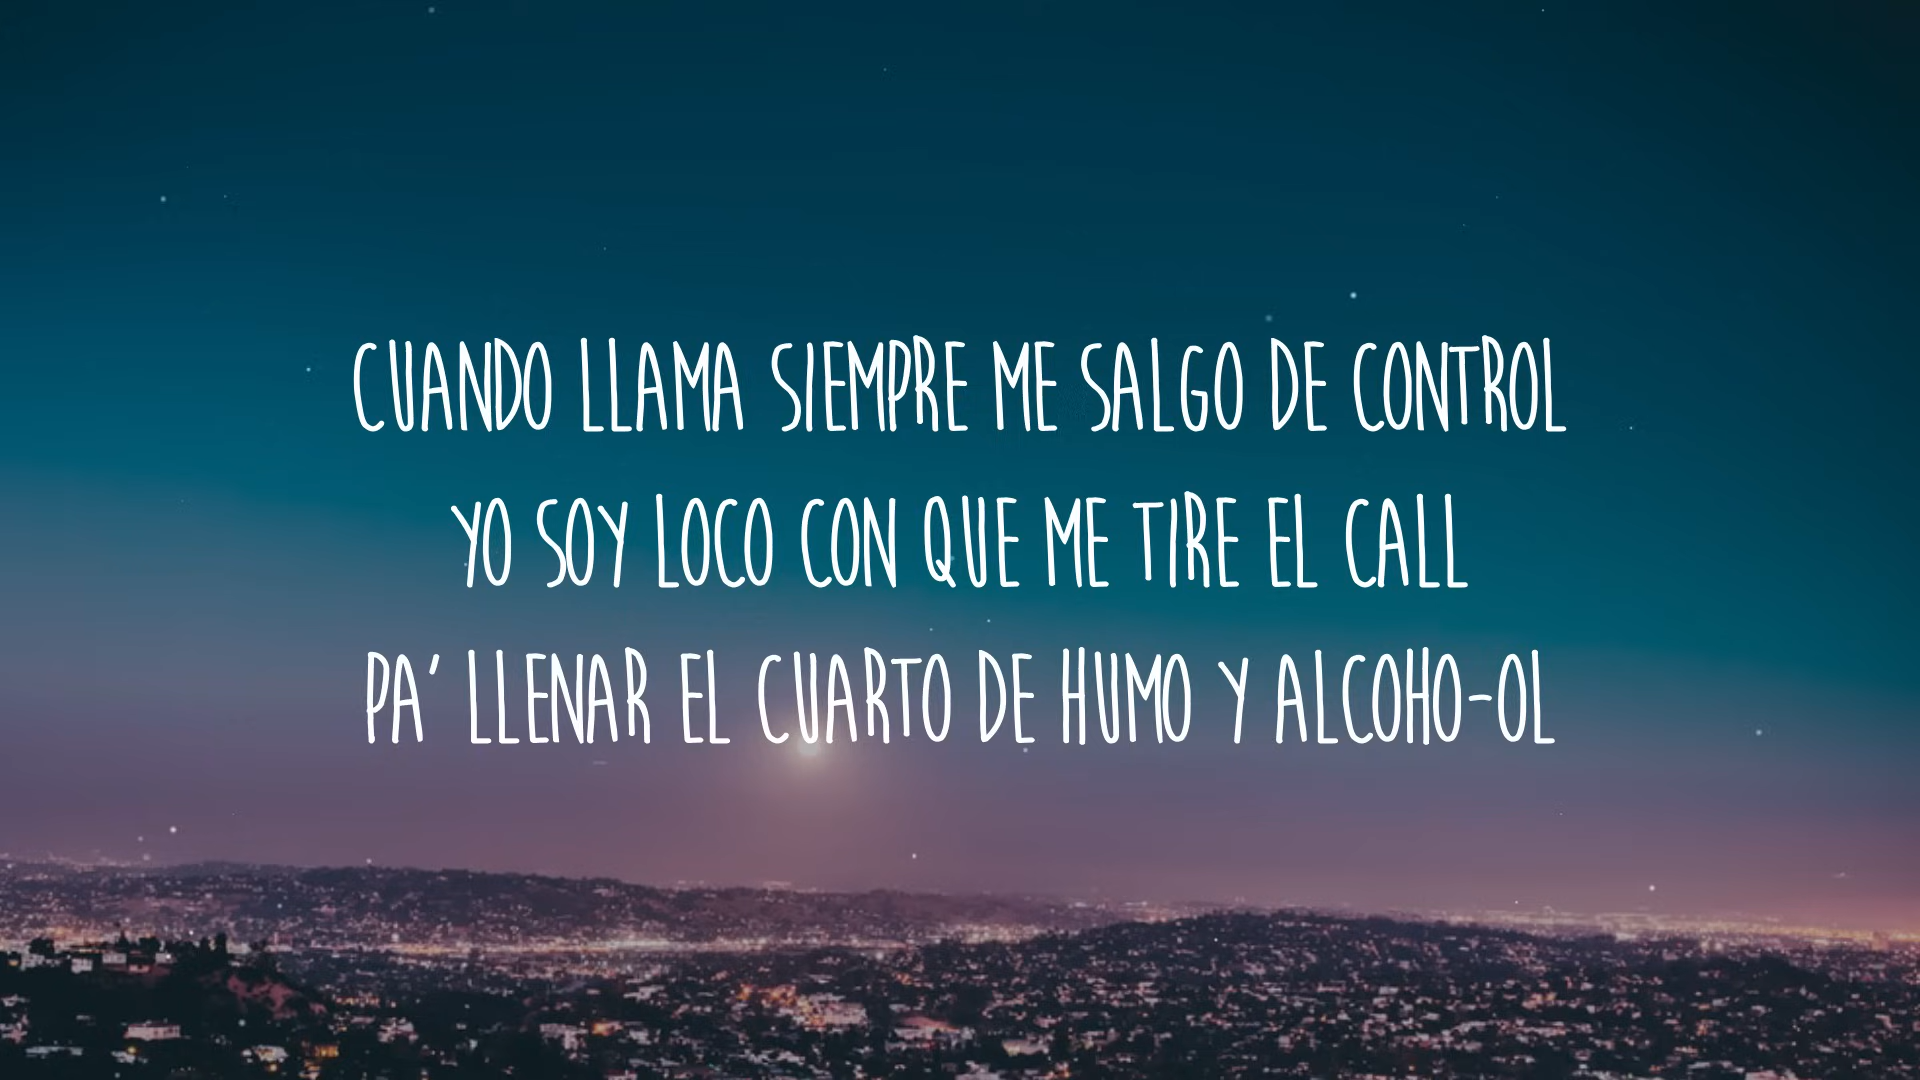 CUANDO LLAMA SIEMPRE ME SALGO DE CONTROL
YO SOY LOCO CON QUE ME TIRE EL CALL
PA' LLENAR EL CUARTO DE HUMO Y ALCOHO-OL